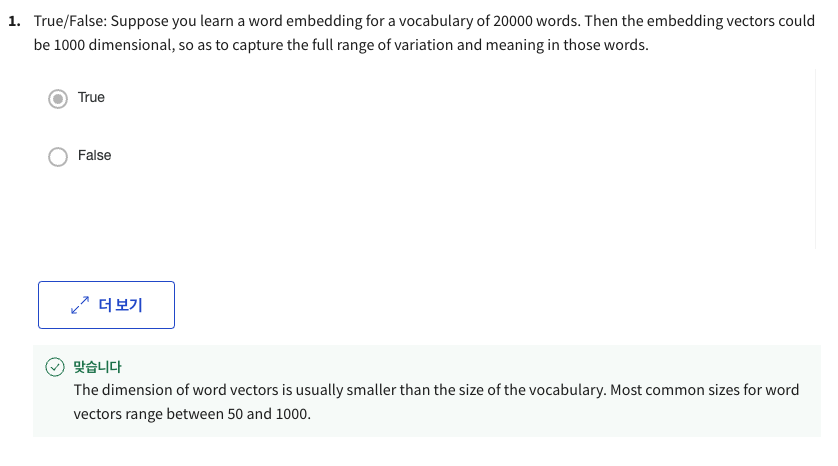 1. True/False: Suppose you learn a word embedding for a vocabulary of 20000 words. Then the embedding vectors could
be 1000 dimensional, so as to capture the full range of variation and meaning in those words.
True
False
더 보기
맞습니다
The dimension of word vectors is usually smaller than the size of the vocabulary. Most common sizes for word
vectors range between 50 and 1000.